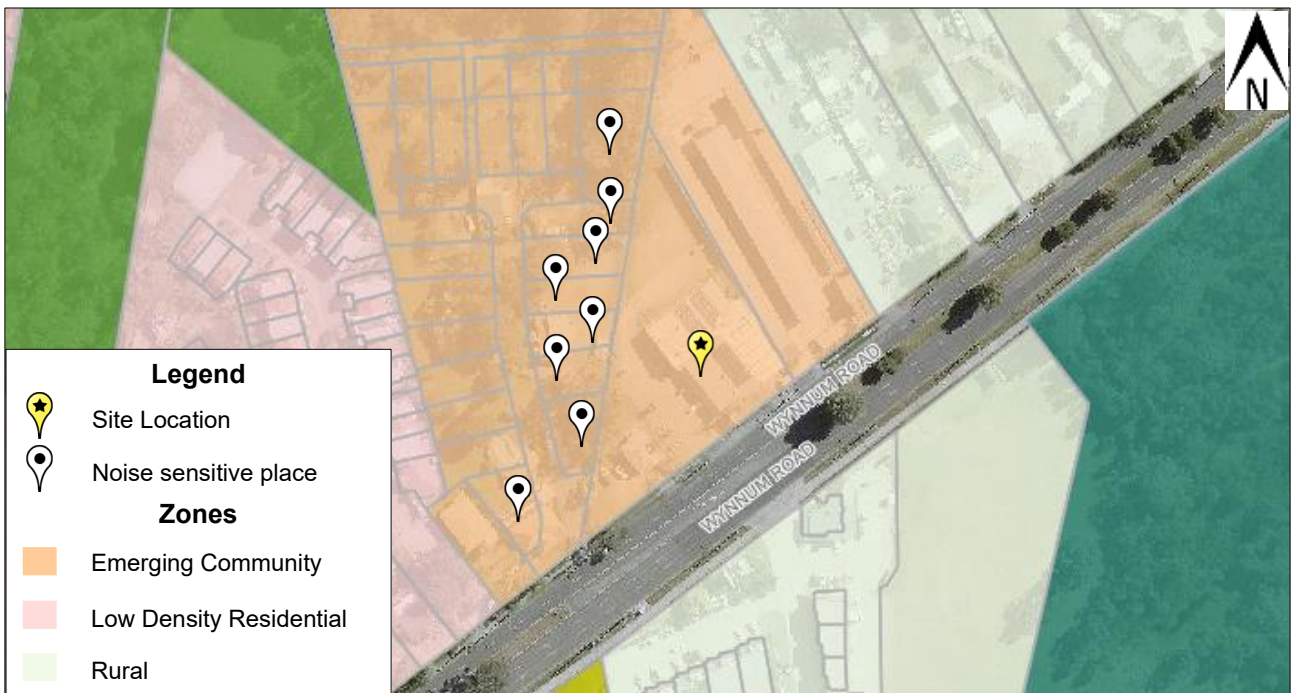 N
WYNNUM ROAD
WYNNUM ROAD
Legend
Site Location
Noise sensitive place
Zones
Emerging Community
Low Density Residential
Rural